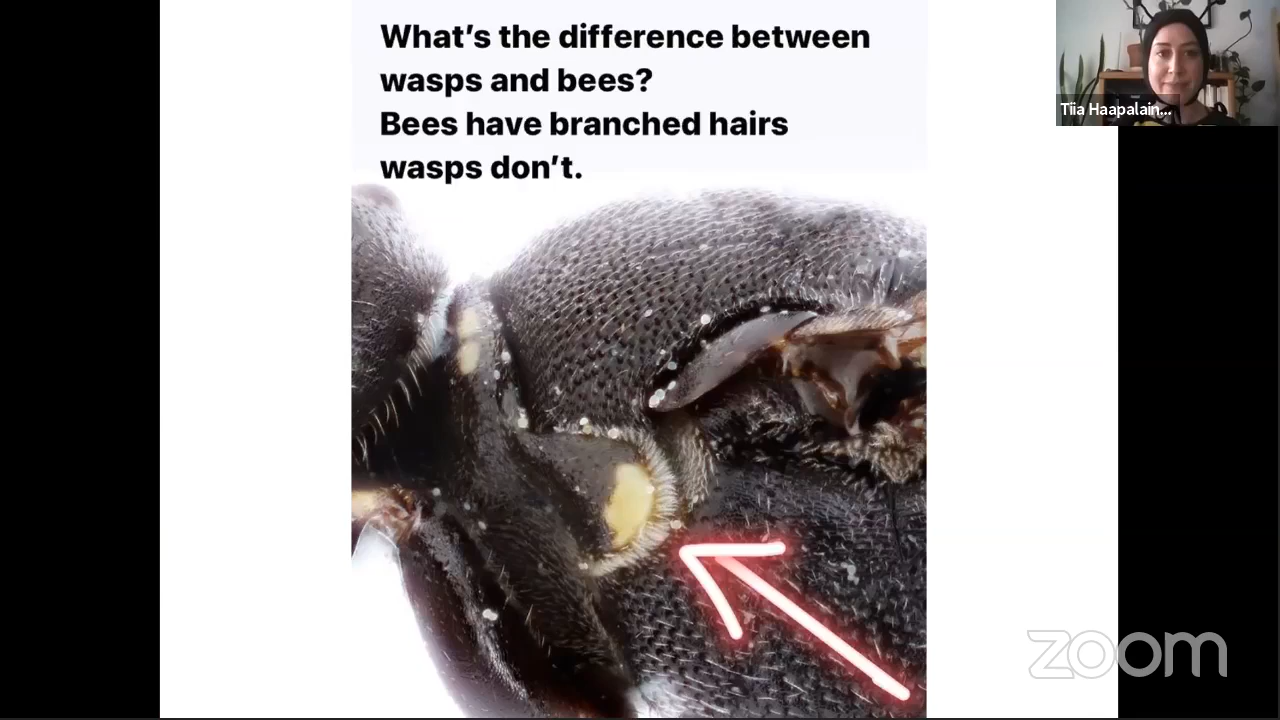 What's the difference between
wasps and bees?
Bees have branched hairs
wasps don't.
Tiia Haapalain...
zoom